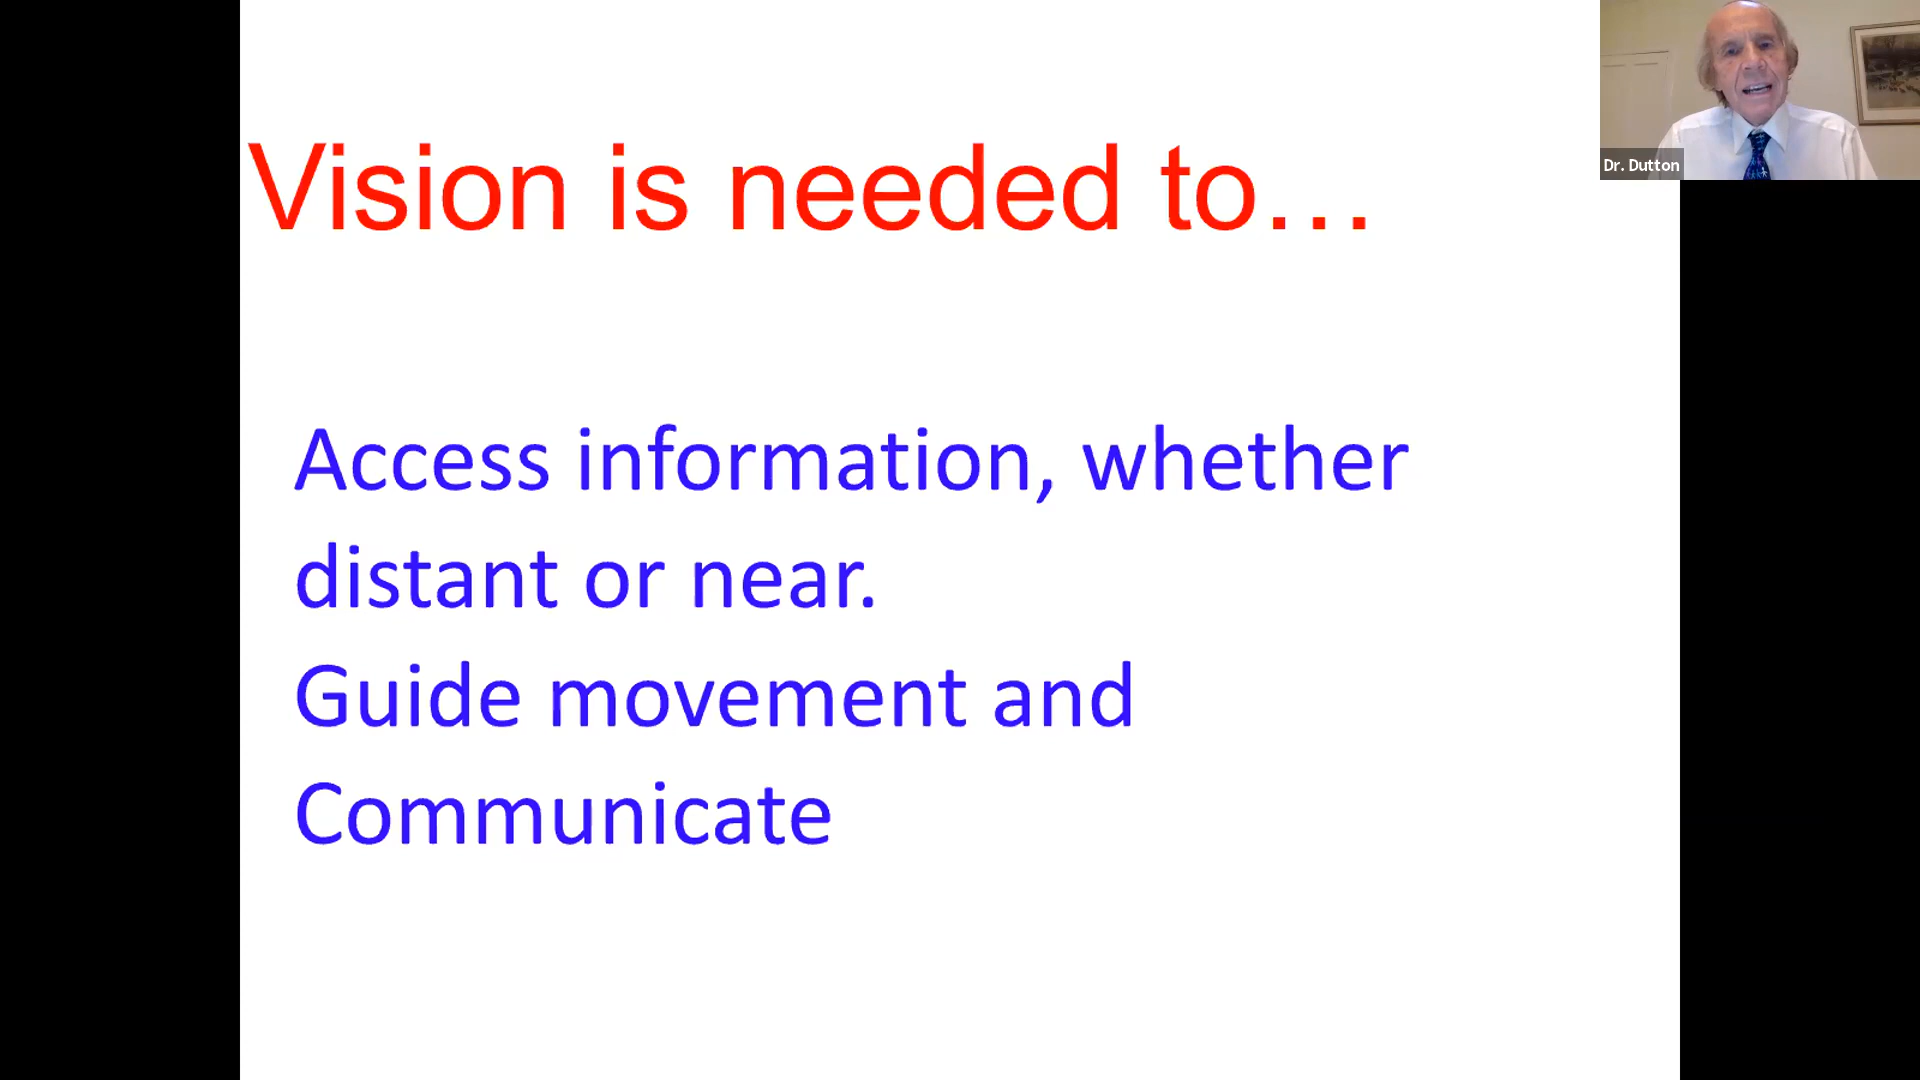 Vision is needed to…
Access information, whether
distant or near.
Guide movement and
Communicate
Dr. Dutton